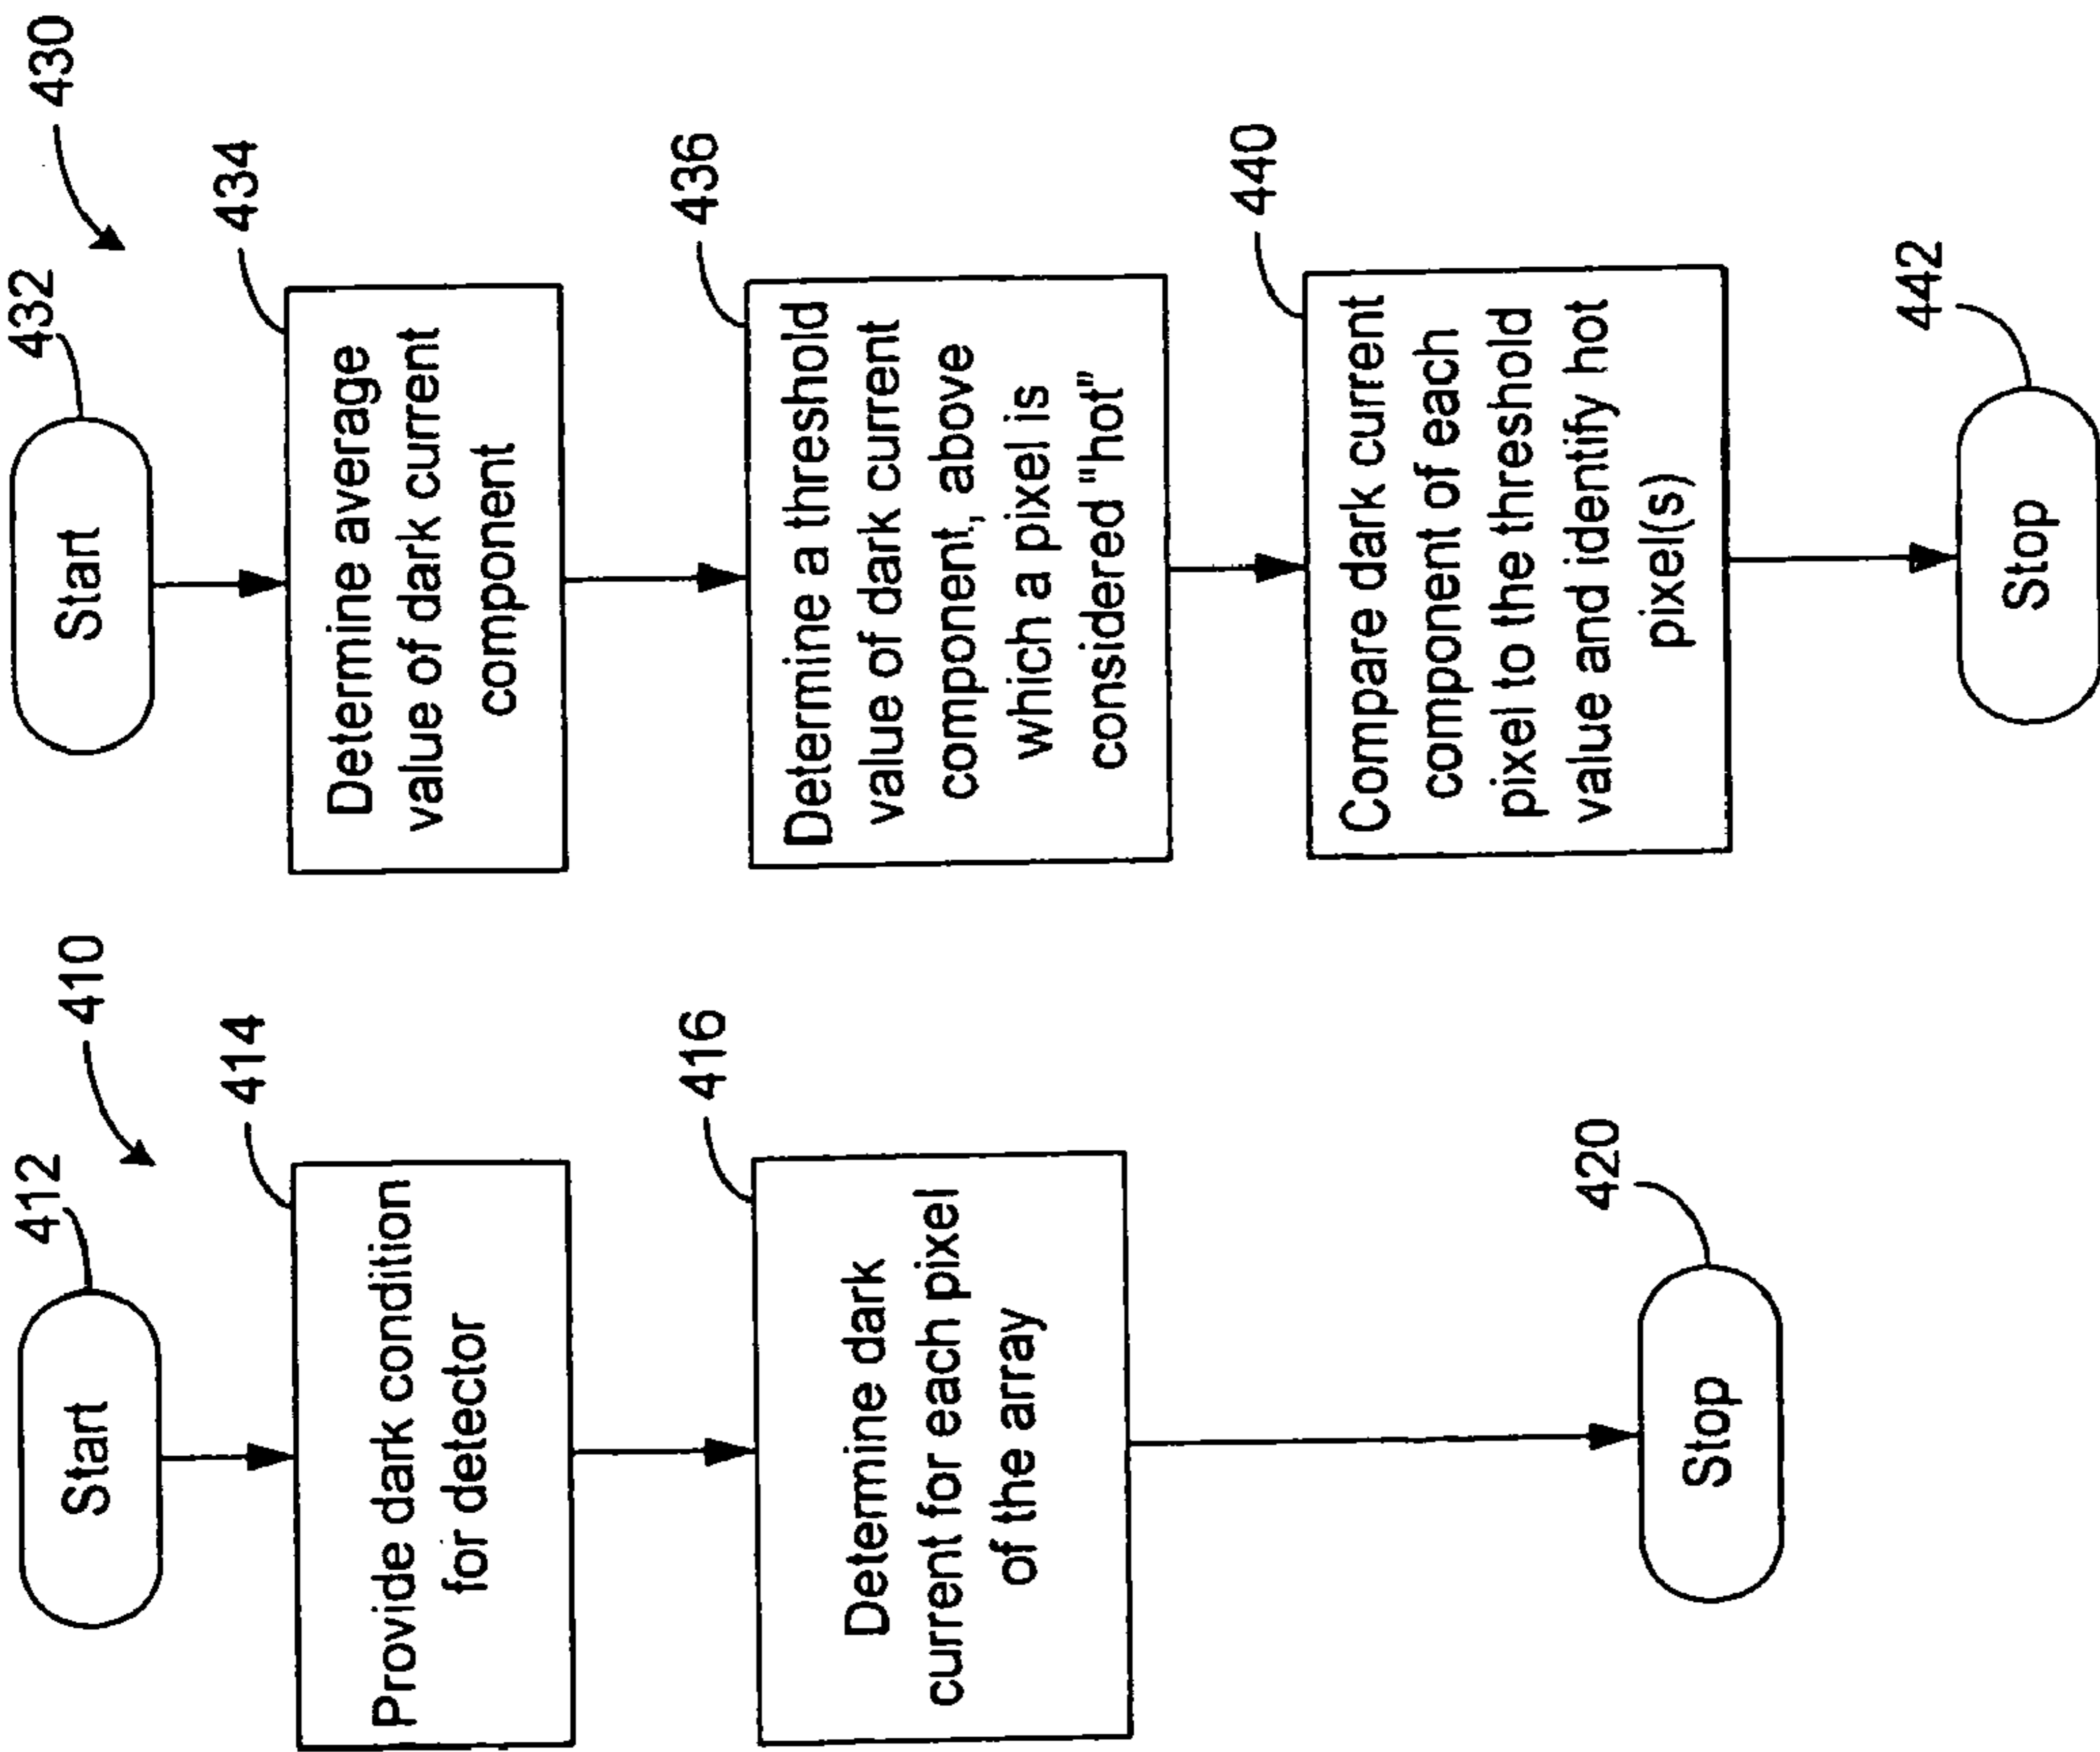 410
412
Start
414
Provide dark condition
for detector
416
Determine dark
current for each pixel
of the array
420
Stop
430
432
Start
434
Determine average
value of dark current
component
436
Determine a threshold
value of dark current
component, above
which a pixel is
considered "hot"
440
Compare dark current
component of each
pixel to the threshold
value and identify hot
pixel(s)
442
Stop